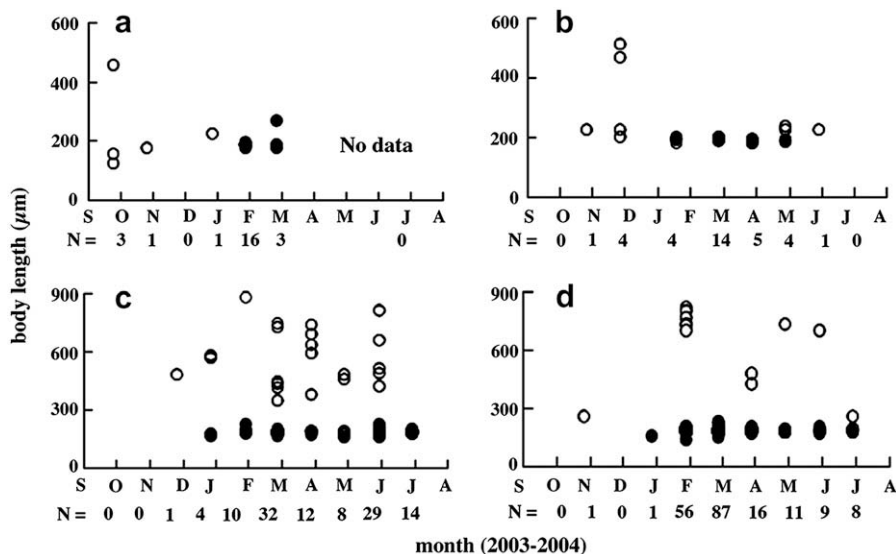 a
600
400
200
0
No data
S O N D J F M A M J J A
N = 3 1 0 1 16 3 0
b
600
400
200
0
S O N D J F M A M J J A
N = 0 1 4 4 14 5 4 1 0
body length (µm)
c
900
600
300
0
S O N D J F M A M J J A
N = 0 0 1 4 10 32 12 8 29 14
d
900
600
300
0
S O N D J F M A M J J A
N = 0 1 0 1 56 87 16 11 9 8
month (2003-2004)